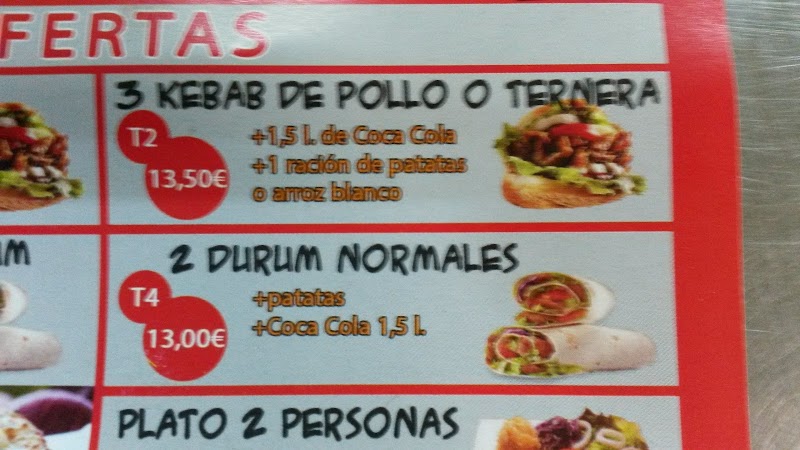 FERTAS
3 KEBAB DE POLLO O TERNERA
T2
13,50€
+1,5 l. de Coca Cola
+1 ración de patatas
o arroz blanco
UM
2 DURUM NORMALES
T4
13,00€
+patatas
+Coca Cola 1,5 l.
PLATO 2 PERSONAS